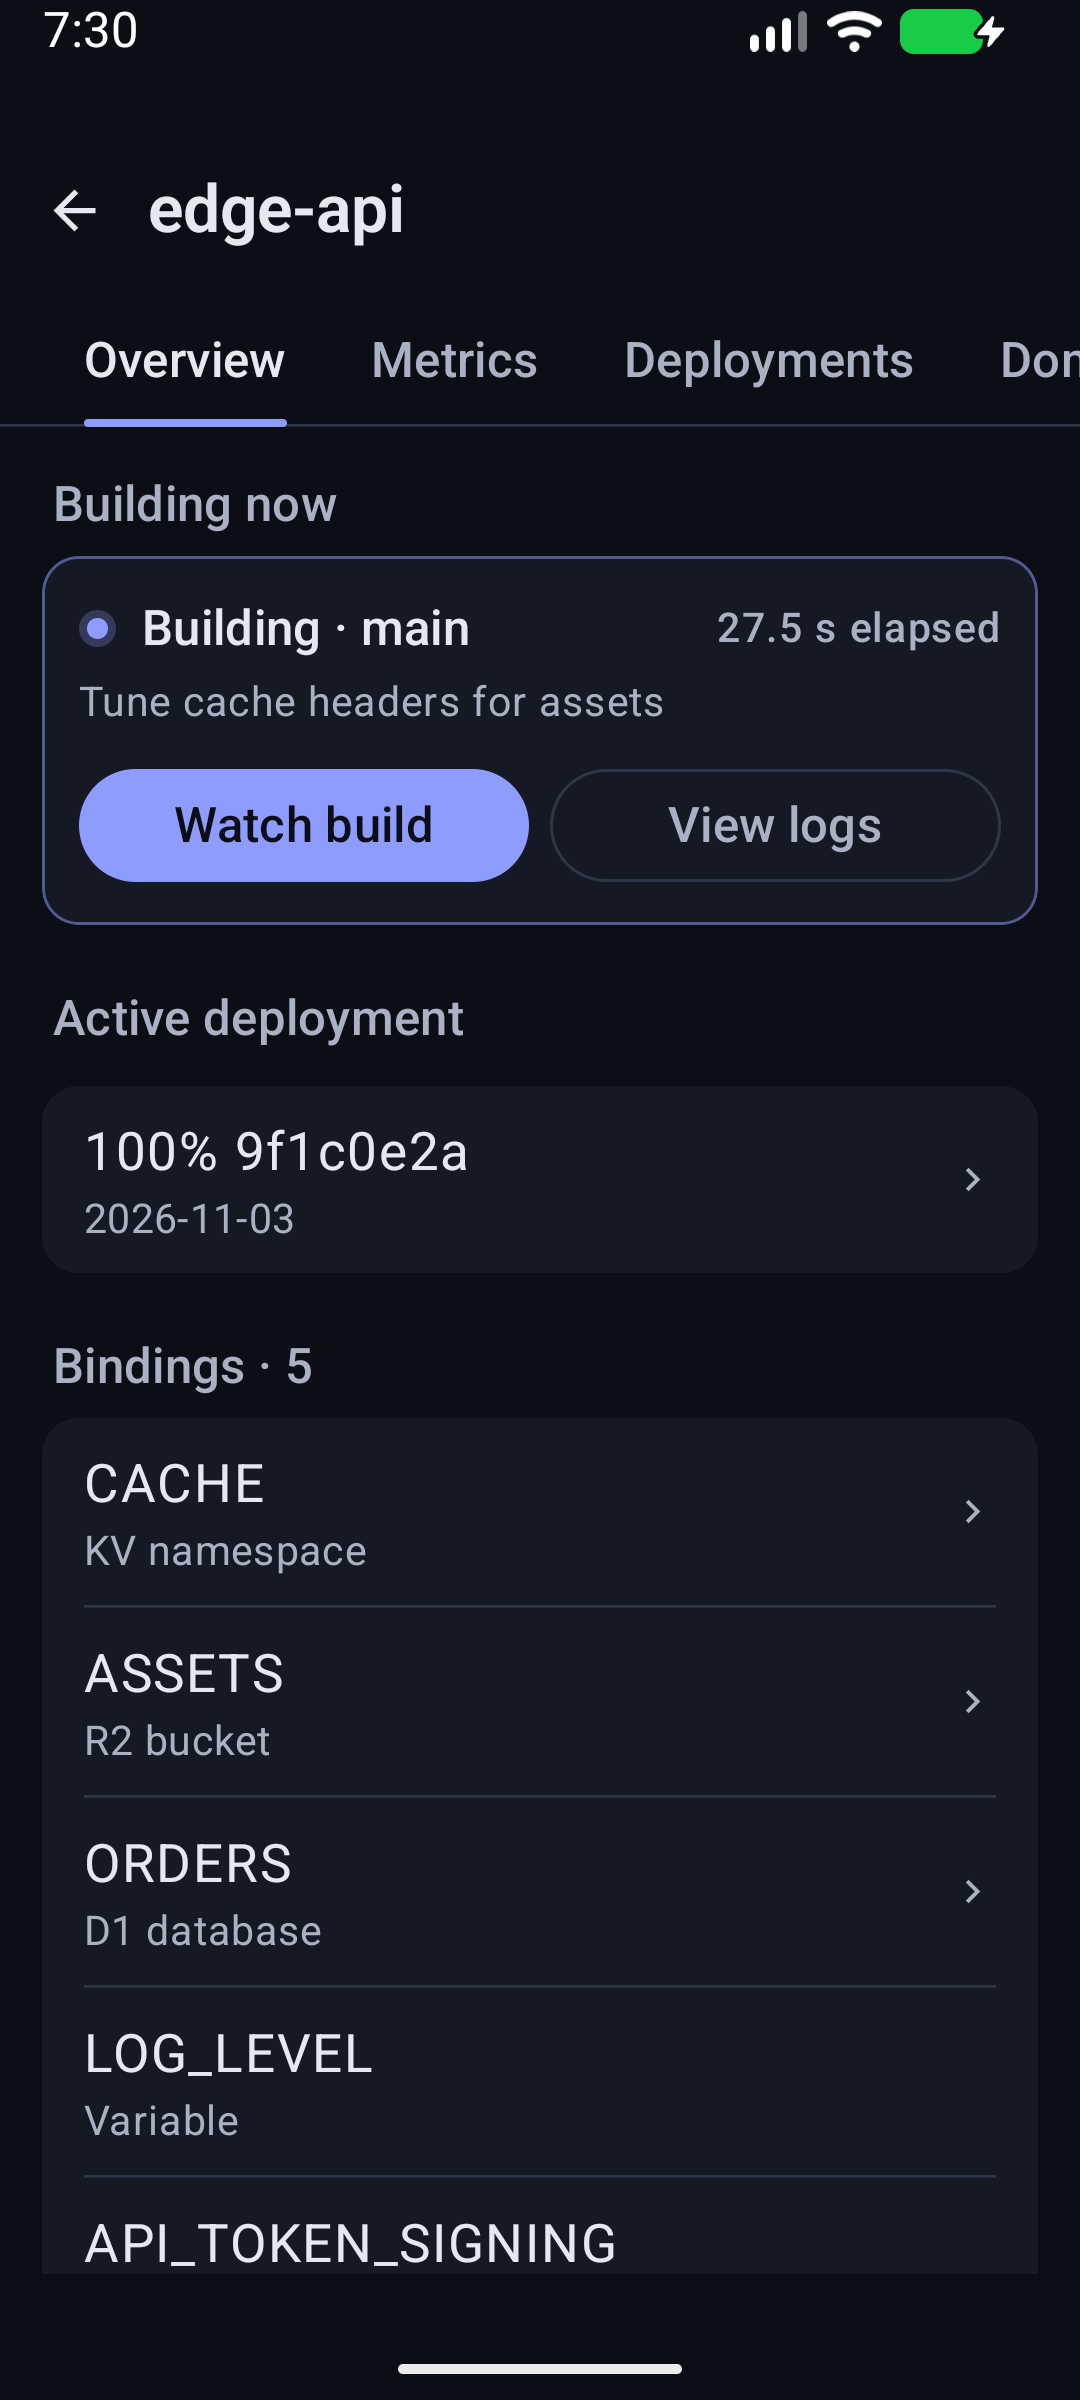 7:30
edge-api
Overview Metrics Deployments Don
Building now
Building · main 27.5 s elapsed
Tune cache headers for assets
Watch build View logs
Active deployment
100% 9f1c0e2a
2026-11-03
Bindings · 5
CACHE
KV namespace
ASSETS
R2 bucket
ORDERS
D1 database
LOG_LEVEL
Variable
API_TOKEN_SIGNING